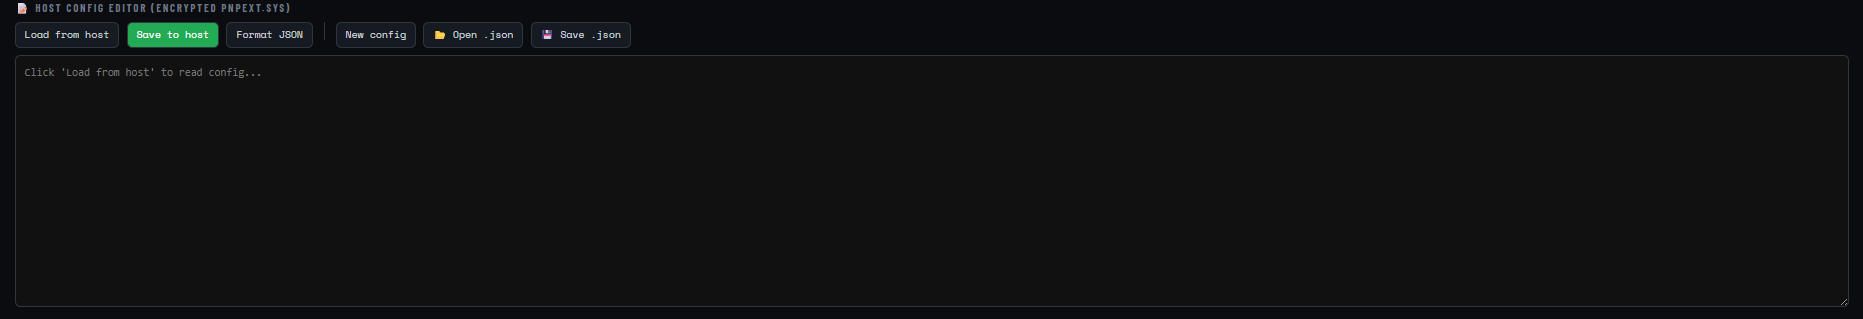 HOST CONFIG EDITOR (ENCRYPTED PNPEXT.SYS)
Load from host Save to host Format JSON New config Open .json Save .json
Click 'Load from host' to read config...